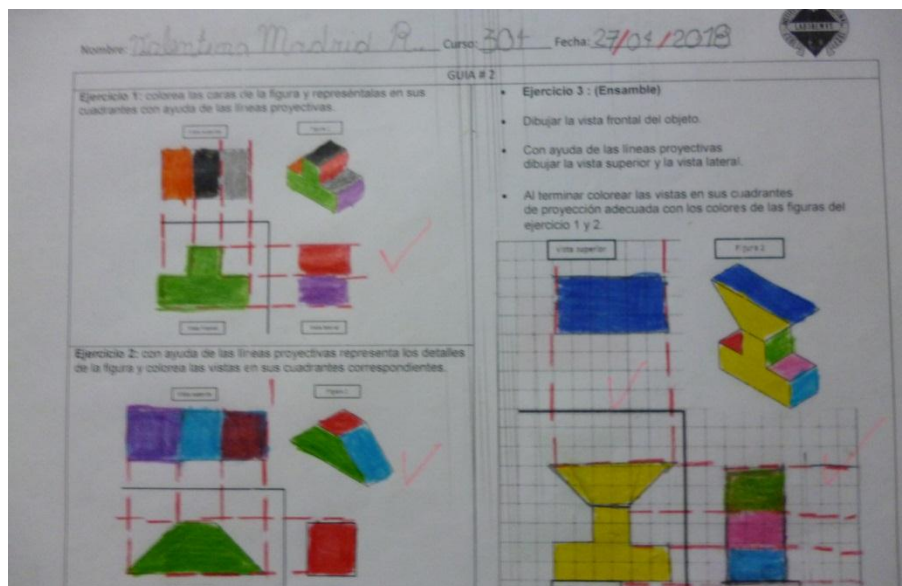 Nombre: Valentina Madrid R. Curso: 301 Fecha: 27/04/2018
GUIA # 2
Ejercicio 1: colorea las caras de la figura y represéntalas en sus
cuadrantes con ayuda de las líneas proyectivas.
Ejercicio 2: con ayuda de las líneas proyectivas representa los detalles
de la figura y colorea las vistas en sus cuadrantes correspondientes.
• Ejercicio 3 : (Ensamble)
• Dibujar la vista frontal del objeto.
• Con ayuda de las líneas proyectivas
dibujar la vista superior y la vista lateral.
• Al terminar colorear las vistas en sus cuadrantes
de proyección adecuada con los colores de las figuras del
ejercicio 1 y 2.
Vista superior
Figura 3